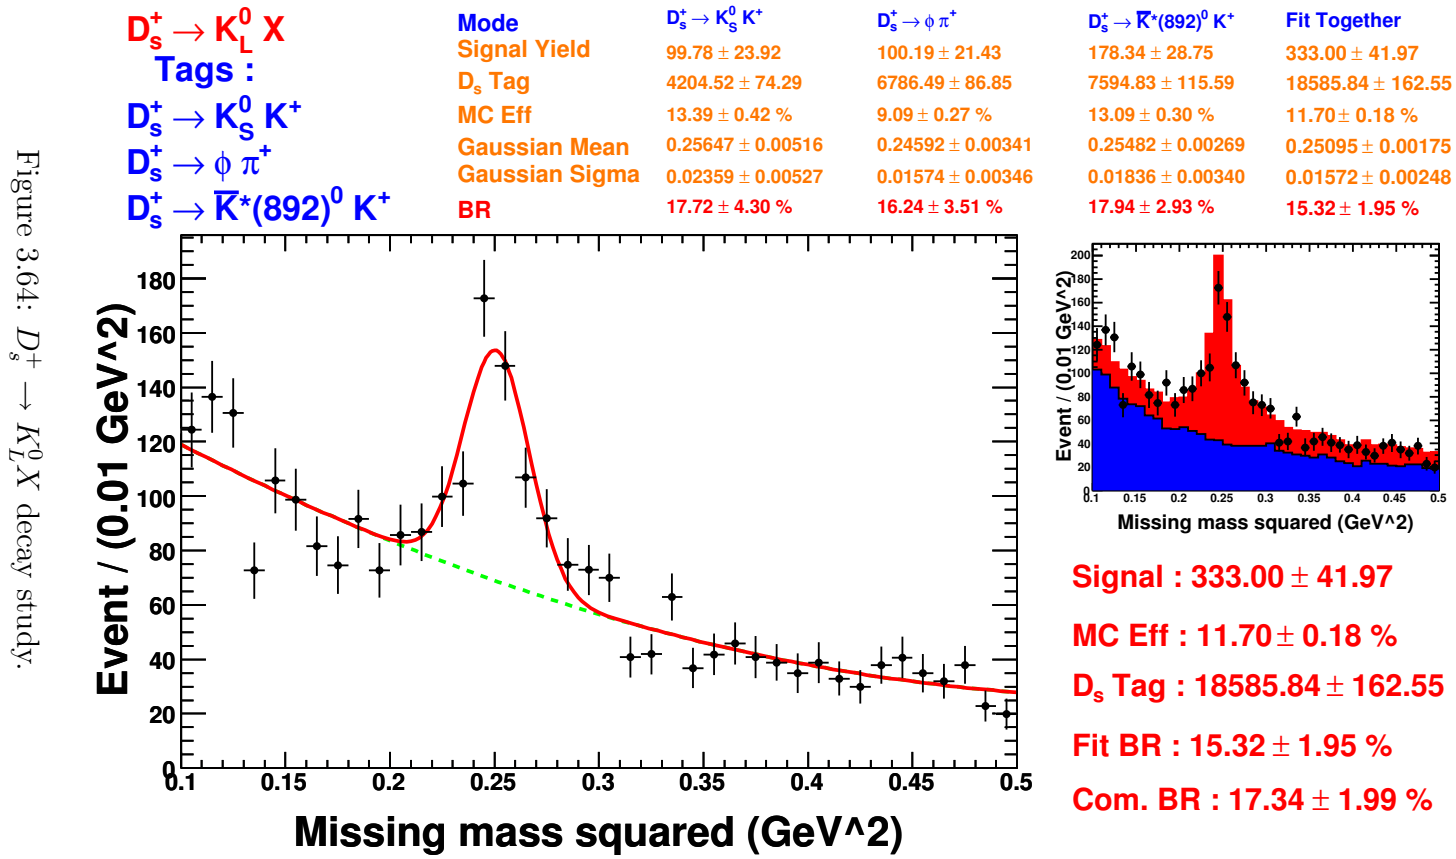 Figure 3.64: D_s^+ → K_L^0 X decay study.
D_s^+ → K_L^0 X
Tags :
D_s^+ → K_S^0 K^+
D_s^+ → φ π^+
D_s^+ → K̅*(892)^0 K^+
Mode D_s^+ → K_S^0 K^+ D_s^+ → φ π^+ D_s^+ → K̅*(892)^0 K^+ Fit Together
Signal Yield 99.78 ± 23.92 100.19 ± 21.43 178.34 ± 28.75 333.00 ± 41.97
D_s Tag 4204.52 ± 74.29 6786.49 ± 86.85 7594.83 ± 115.59 18585.84 ± 162.55
MC Eff 13.39 ± 0.42 % 9.09 ± 0.27 % 13.09 ± 0.30 % 11.70 ± 0.18 %
Gaussian Mean 0.25647 ± 0.00516 0.24592 ± 0.00341 0.25482 ± 0.00269 0.25095 ± 0.00175
Gaussian Sigma 0.02359 ± 0.00527 0.01574 ± 0.00346 0.01836 ± 0.00340 0.01572 ± 0.00248
BR 17.72 ± 4.30 % 16.24 ± 3.51 % 17.94 ± 2.93 % 15.32 ± 1.95 %
Event / (0.01 GeV^2)
180
160
140
120
100
80
60
40
20
0
0.1 0.15 0.2 0.25 0.3 0.35 0.4 0.45 0.5
Missing mass squared (GeV^2)
Event / (0.01 GeV^2)
200
180
160
140
120
100
80
60
40
20
0
0.1 0.15 0.2 0.25 0.3 0.35 0.4 0.45 0.5
Missing mass squared (GeV^2)
Signal : 333.00 ± 41.97
MC Eff : 11.70 ± 0.18 %
D_s Tag : 18585.84 ± 162.55
Fit BR : 15.32 ± 1.95 %
Com. BR : 17.34 ± 1.99 %